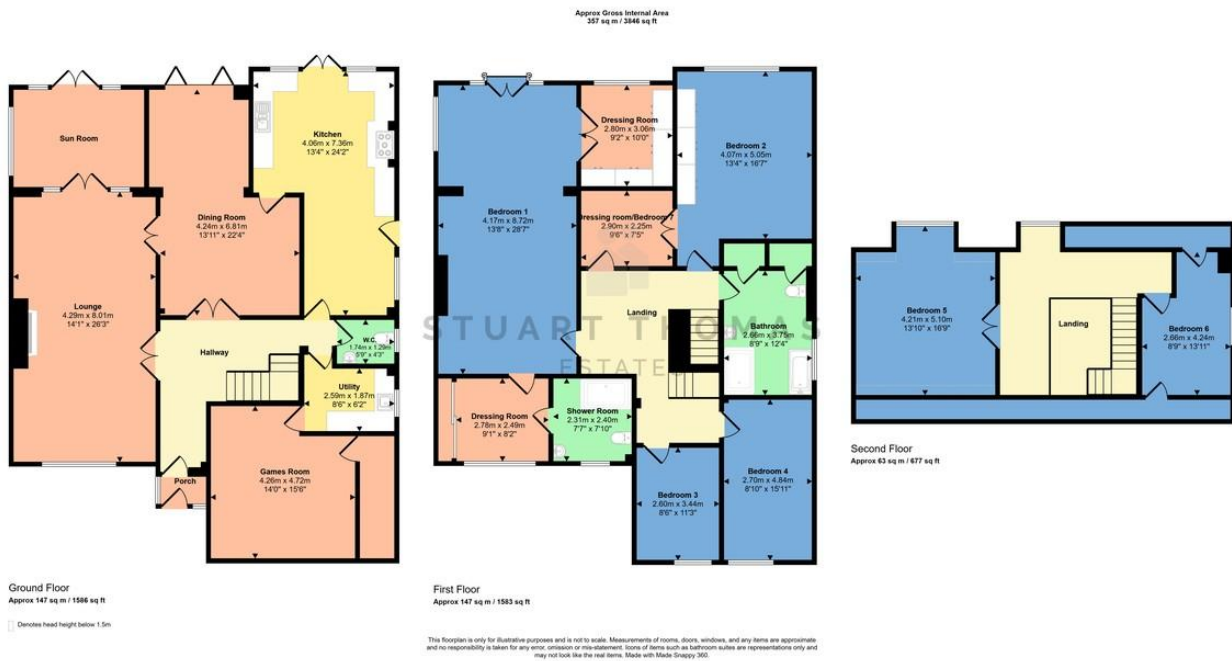 Approx Gross Internal Area
357 sq m / 3846 sq ft
Sun Room
Kitchen
4.06m x 7.36m
13'4" x 24'2"
Dining Room
4.24m x 6.81m
13'11" x 22'4"
Lounge
4.29m x 8.01m
14'1" x 26'3"
Hallway
W.C.
1.74m x 1.29m
5'9" x 4'3"
Utility
2.59m x 1.87m
8'6" x 6'2"
Games Room
4.26m x 4.72m
14'0" x 15'6"
Porch
Ground Floor
Approx 147 sq m / 1586 sq ft
Denotes head height below 1.5m
Dressing Room
2.80m x 3.06m
9'2" x 10'0"
Bedroom 2
4.07m x 5.05m
13'4" x 16'7"
Bedroom 1
4.17m x 8.72m
13'8" x 28'7"
Dressing room/Bedroom 7
2.90m x 2.25m
9'6" x 7'5"
Landing
Bathroom
2.66m x 3.75m
8'9" x 12'4"
STUART THOMAS
ESTATES
Dressing Room
2.78m x 2.49m
9'1" x 8'2"
Shower Room
2.31m x 2.40m
7'7" x 7'10"
Bedroom 3
2.60m x 3.44m
8'6" x 11'3"
Bedroom 4
2.70m x 4.84m
8'10" x 15'11"
First Floor
Approx 147 sq m / 1583 sq ft
Bedroom 5
4.21m x 5.10m
13'10" x 16'9"
Landing
Bedroom 6
2.66m x 4.24m
8'9" x 13'11"
Second Floor
Approx 63 sq m / 677 sq ft
This floorplan is only for illustrative purposes and is not to scale. Measurements of rooms, doors, windows, and any items are approximate
and no responsibility is taken for any error, omission or mis-statement. Icons of items such as bathroom suites are representations only and
may not look like the real items. Made with Made Snappy 360.